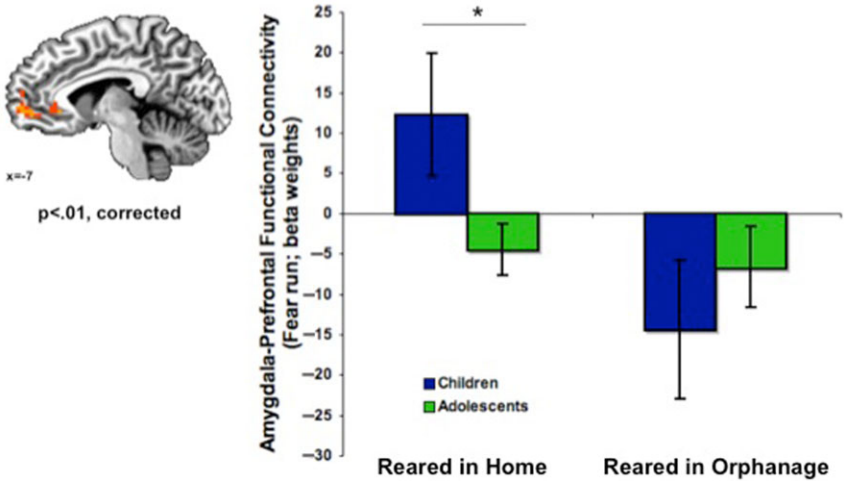 x=-7
p<.01, corrected
Amygdala-Prefrontal Functional Connectivity
(Fear run; beta weights)
25
20
15
10
5
0
−5
−10
−15
−20
−25
−30
*
Children
Adolescents
Reared in Home
Reared in Orphanage